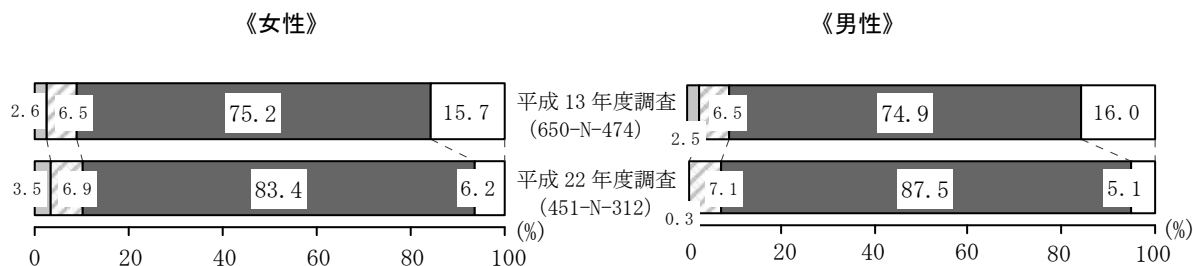 《女性》
《男性》
2.6 6.5 75.2 15.7
平成 13 年度調査
(650-N-474)
2.5 6.5 74.9 16.0
3.5 6.9 83.4 6.2
平成 22 年度調査
(451-N-312)
0.3 7.1 87.5 5.1
0 20 40 60 80 100 (%)
0 20 40 60 80 100 (%)